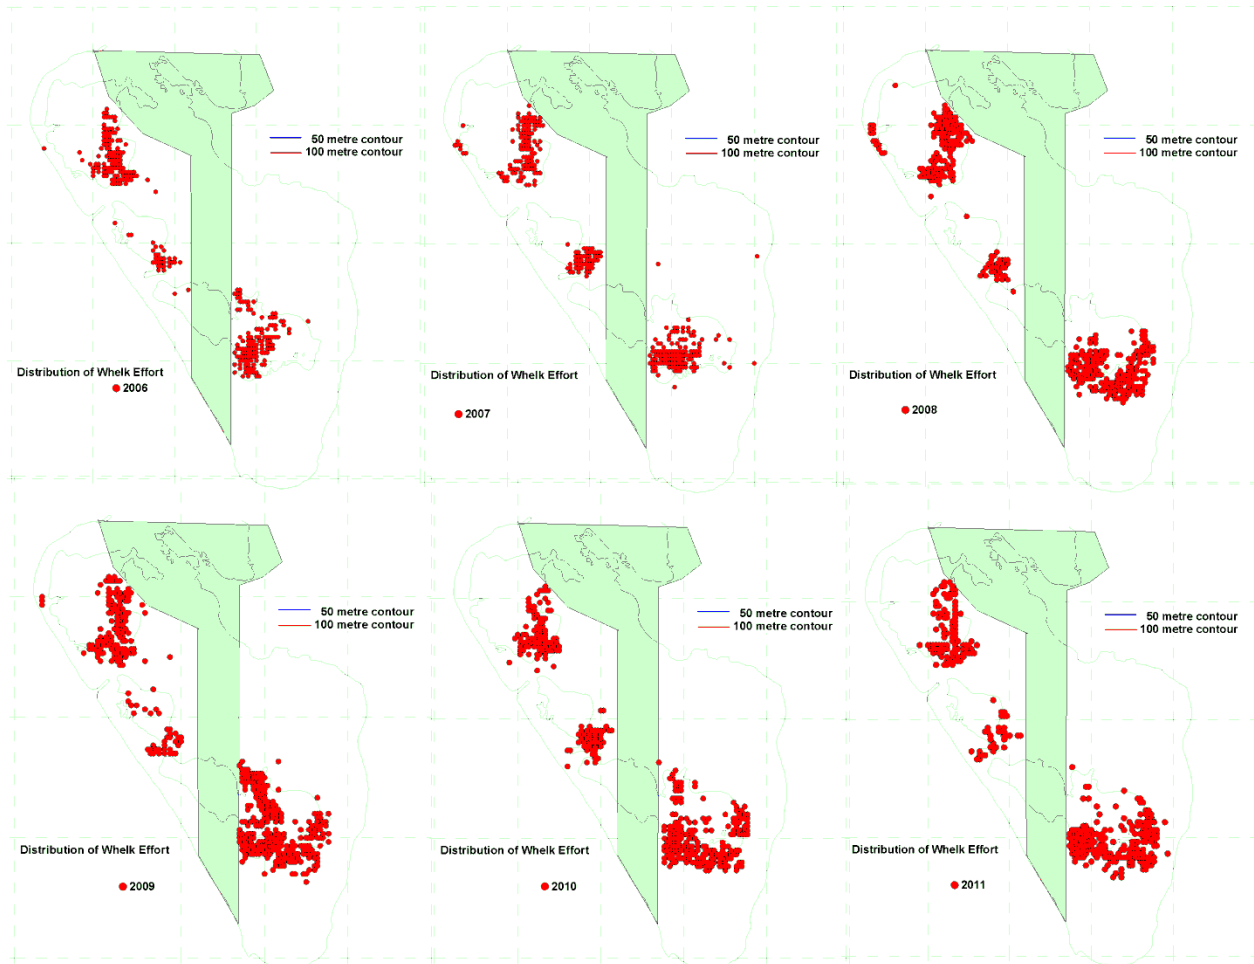 50 metre contour
100 metre contour
Distribution of Whelk Effort
2006
50 metre contour
100 metre contour
Distribution of Whelk Effort
2007
50 metre contour
100 metre contour
Distribution of Whelk Effort
2008
50 metre contour
100 metre contour
Distribution of Whelk Effort
2009
50 metre contour
100 metre contour
Distribution of Whelk Effort
2010
50 metre contour
100 metre contour
Distribution of Whelk Effort
2011